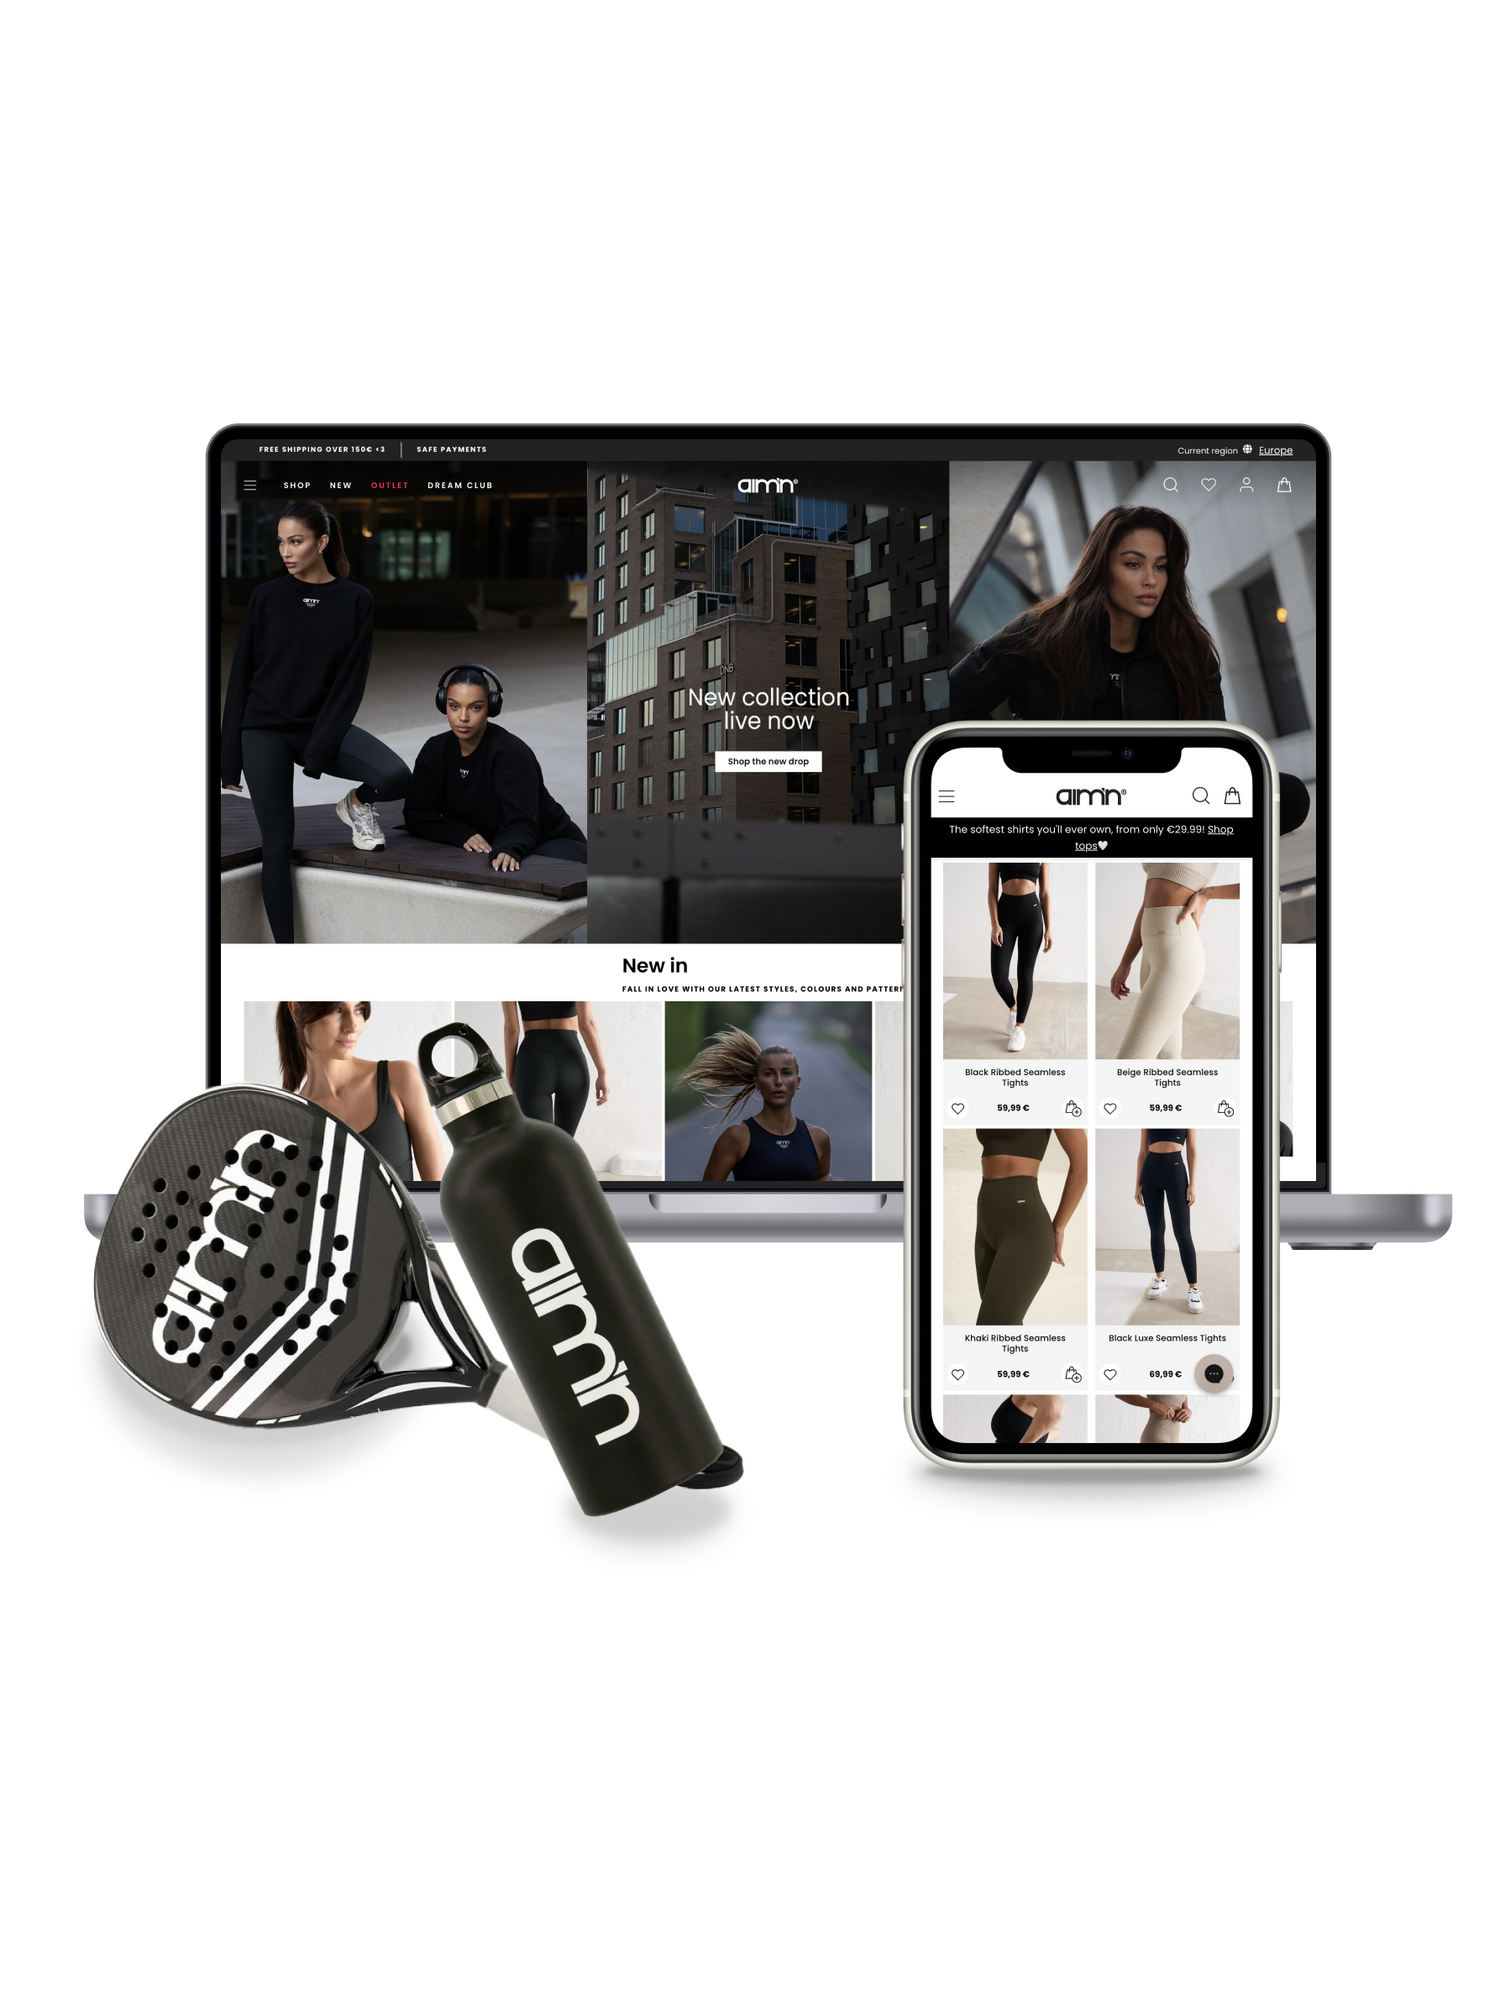 FREE SHIPPING OVER 150€ <3
SAFE PAYMENTS
Current region Europe
SHOP NEW OUTLET DREAM CLUB
aim'n®
aim'n
aim'n
DNB
New collection
live now
Shop the new drop
New in
FALL IN LOVE WITH OUR LATEST STYLES, COLOURS AND PATTER
aim'n
aim'n
aim'n
aim'n®
The softest shirts you'll ever own, from only €29.99! Shop
tops🖤
Black Ribbed Seamless
Tights
59,99 €
Beige Ribbed Seamless
Tights
59,99 €
Khaki Ribbed Seamless
Tights
59,99 €
Black Luxe Seamless Tights
69,99 €